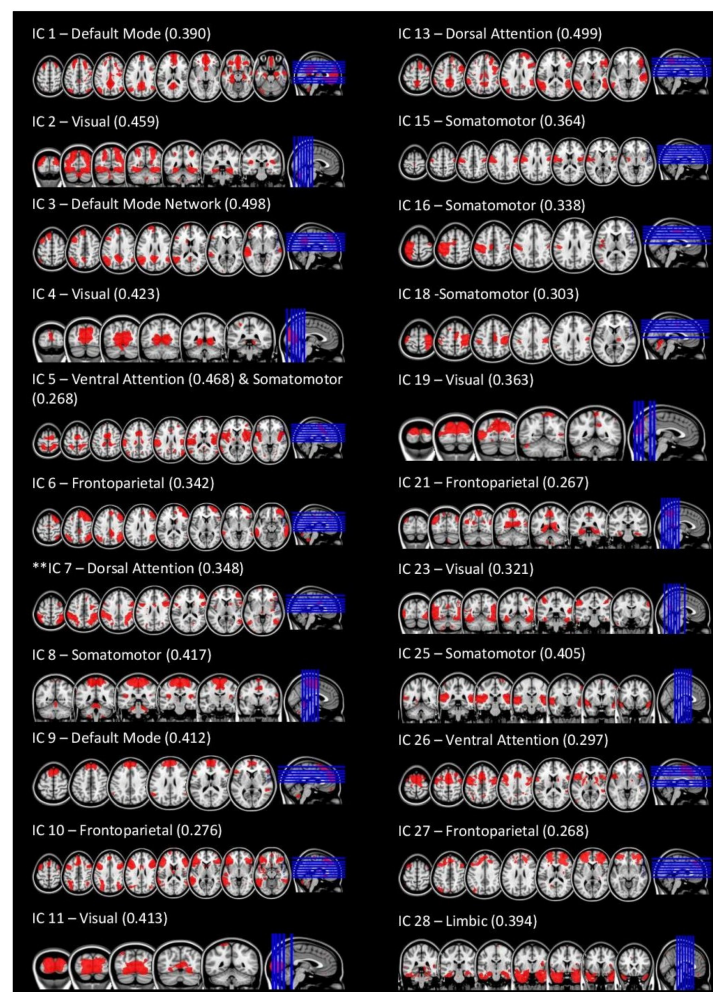 IC 1 – Default Mode (0.390)
IC 2 – Visual (0.459)
IC 3 – Default Mode Network (0.498)
IC 4 – Visual (0.423)
IC 5 – Ventral Attention (0.468) & Somatomotor
(0.268)
IC 6 – Frontoparietal (0.342)
**IC 7 – Dorsal Attention (0.348)
IC 8 – Somatomotor (0.417)
IC 9 – Default Mode (0.412)
IC 10 – Frontoparietal (0.276)
IC 11 – Visual (0.413)
IC 13 – Dorsal Attention (0.499)
IC 15 – Somatomotor (0.364)
IC 16 – Somatomotor (0.338)
IC 18 -Somatomotor (0.303)
IC 19 – Visual (0.363)
IC 21 – Frontoparietal (0.267)
IC 23 – Visual (0.321)
IC 25 – Somatomotor (0.405)
IC 26 – Ventral Attention (0.297)
IC 27 – Frontoparietal (0.268)
IC 28 – Limbic (0.394)